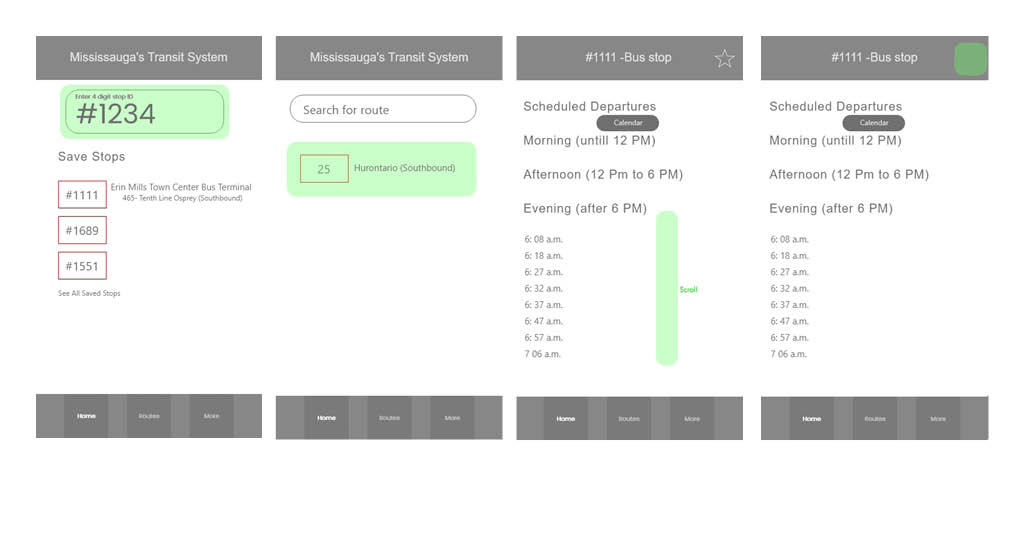 Mississauga's Transit System
Enter 4 digit stop ID
#1234
Save Stops
#1111
Erin Mills Town Center Bus Terminal
465- Tenth Line Osprey (Southbound)
#1689
#1551
See All Saved Stops
Home Routes More
Mississauga's Transit System
Search for route
25 Hurontario (Southbound)
Home Routes More
#1111 -Bus stop
Scheduled Departures
Calendar
Morning (untill 12 PM)
Afternoon (12 Pm to 6 PM)
Evening (after 6 PM)
6: 08 a.m.
6: 18 a.m.
6: 27 a.m.
6: 32 a.m.
6: 37 a.m.
6: 47 a.m.
6: 57 a.m.
7 06 a.m.
Scroll
Home Routes More
#1111 -Bus stop
Scheduled Departures
Calendar
Morning (untill 12 PM)
Afternoon (12 Pm to 6 PM)
Evening (after 6 PM)
6: 08 a.m.
6: 18 a.m.
6: 27 a.m.
6: 32 a.m.
6: 37 a.m.
6: 47 a.m.
6: 57 a.m.
7 06 a.m.
Home Routes More